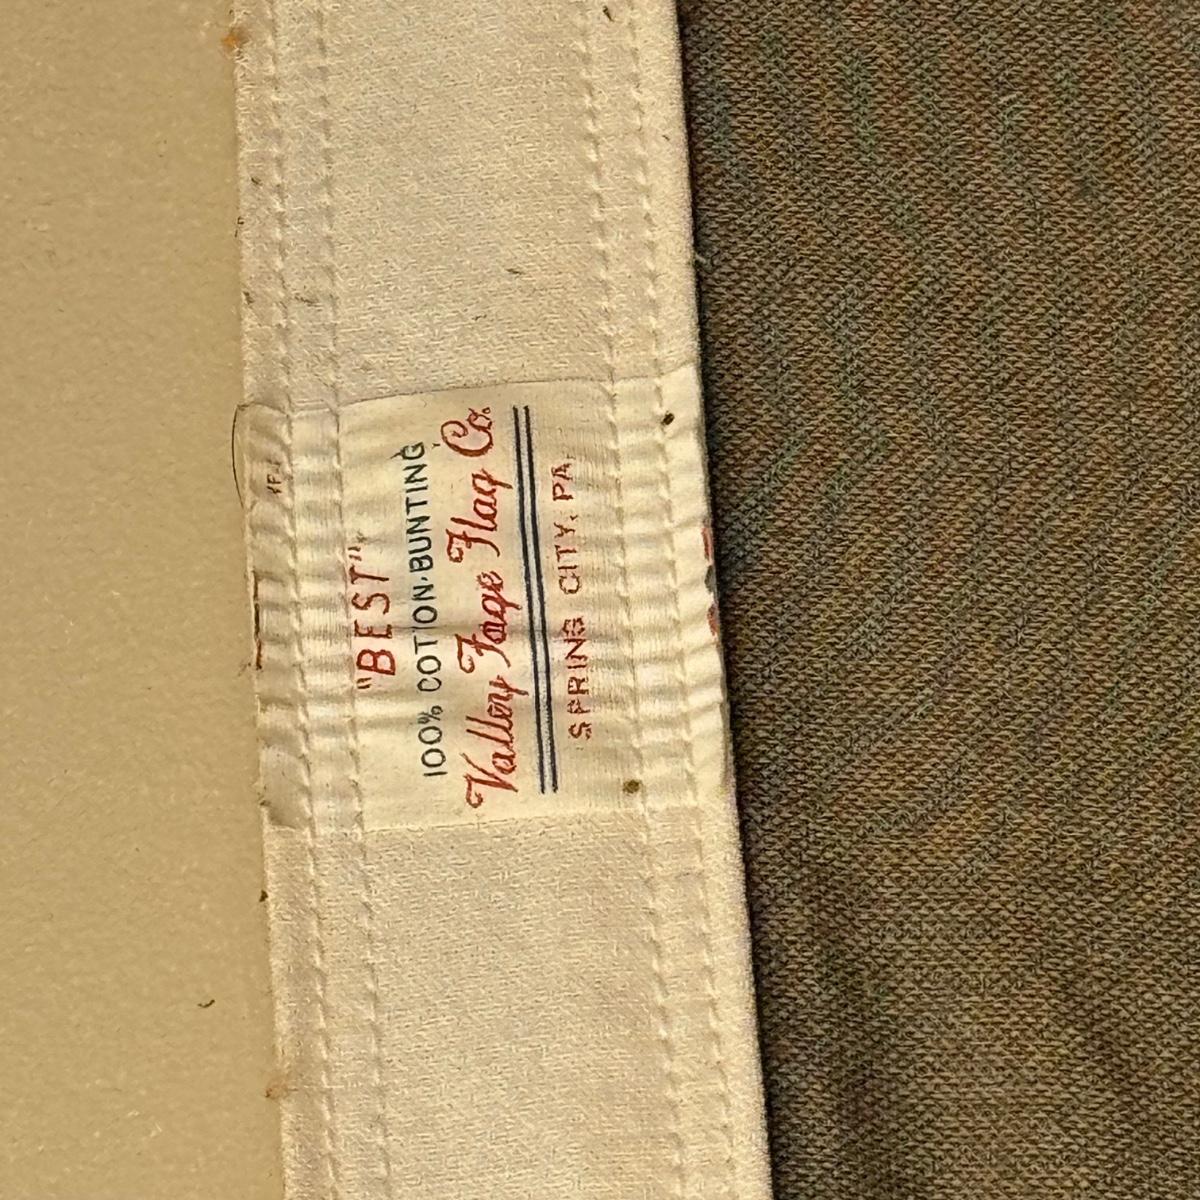 "BEST"
100% COTTON·BUNTING
Valley Forge Flag Co.
SPRING CITY, PA.